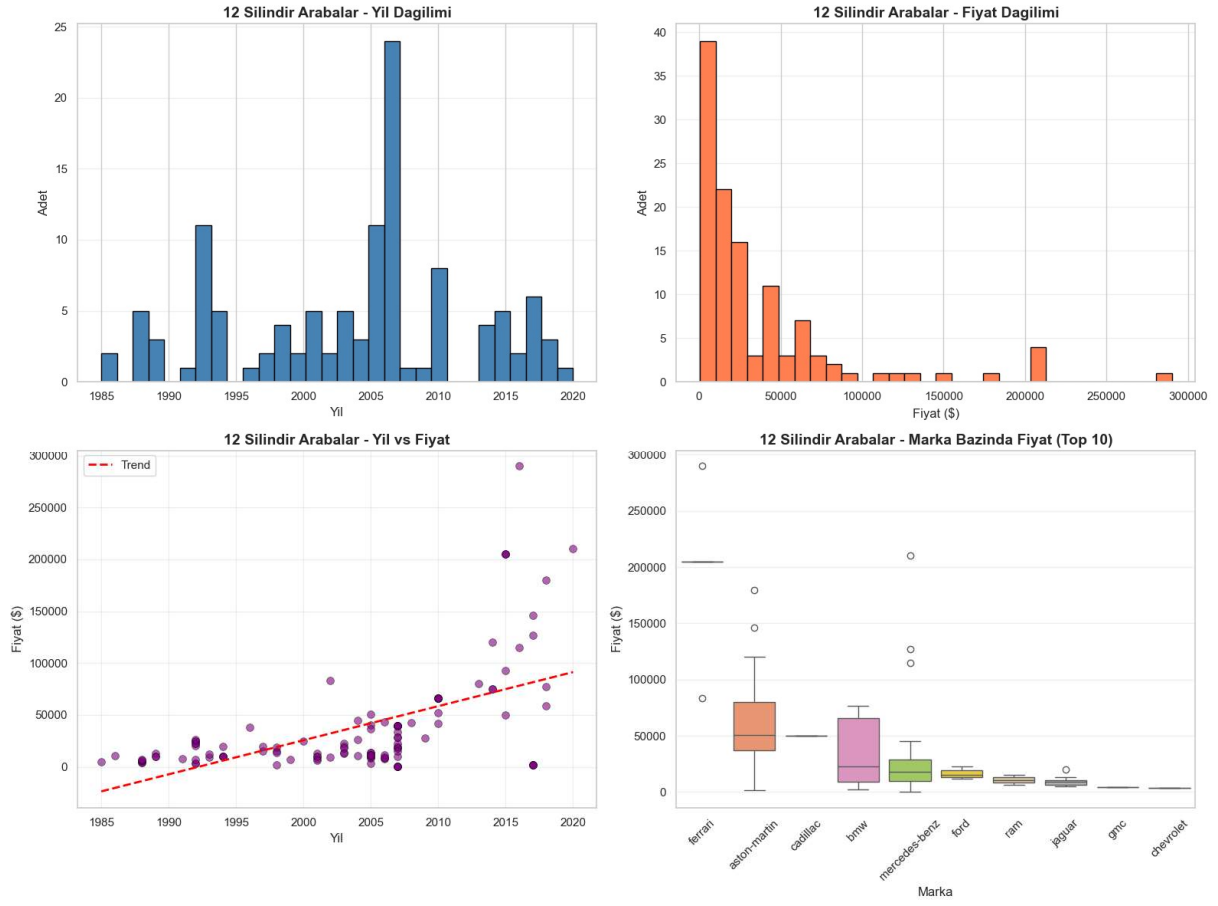 12 Silindir Arabalar - Yil Dagilimi
25
20
15
10
5
0
Adet
1985
1990
1995
2000
2005
2010
2015
2020
Yil
12 Silindir Arabalar - Fiyat Dagilimi
40
35
30
25
20
15
10
5
0
Adet
0
50000
100000
150000
200000
250000
300000
Fiyat ($)
12 Silindir Arabalar - Yil vs Fiyat
Trend
300000
250000
200000
150000
100000
50000
0
Fiyat ($)
1985
1990
1995
2000
2005
2010
2015
2020
Yil
12 Silindir Arabalar - Marka Bazinda Fiyat (Top 10)
300000
250000
200000
150000
100000
50000
0
Fiyat ($)
ferrari
aston-martin
cadillac
bmw
mercedes-benz
ford
ram
jaguar
gmc
chevrolet
Marka